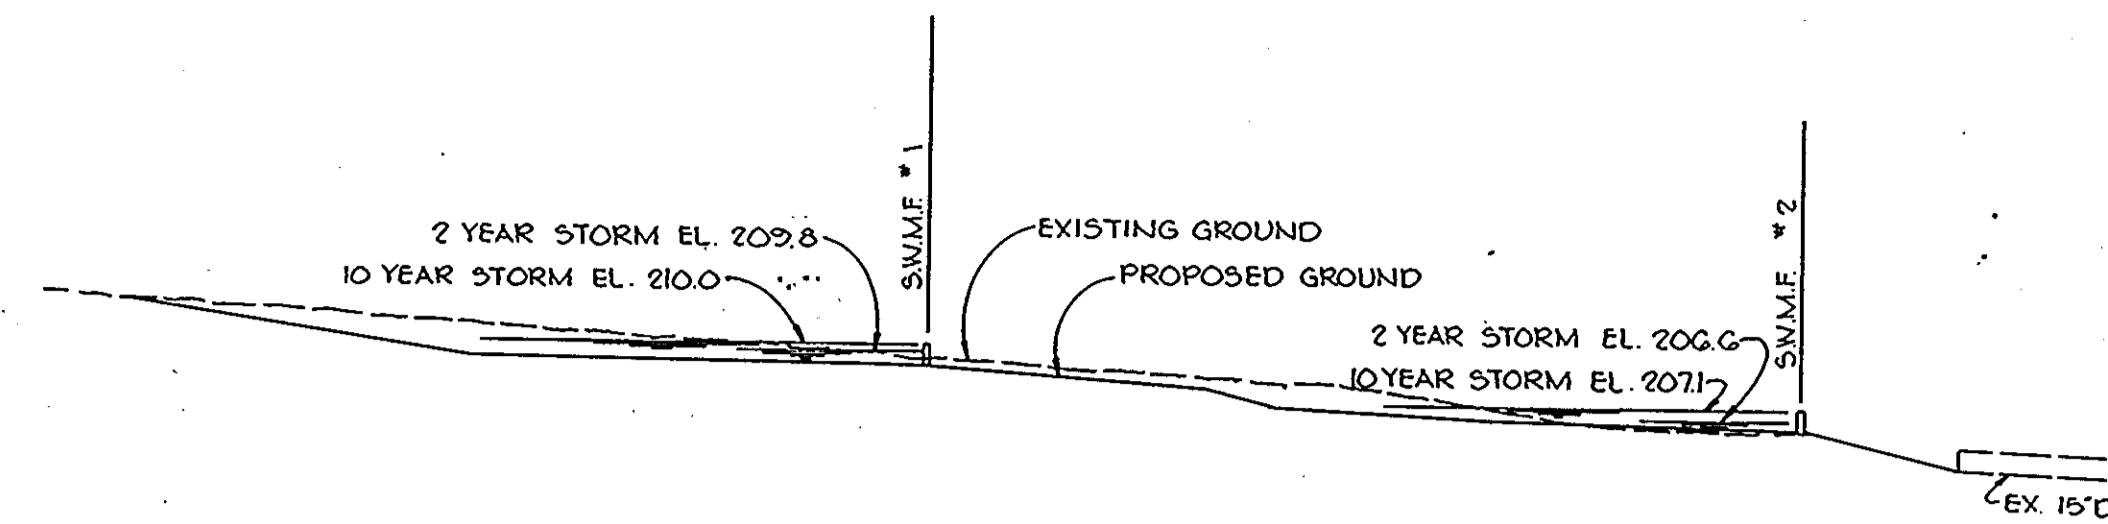 S.W.M.F. #1
2 YEAR STORM EL. 209.8
10 YEAR STORM EL. 210.0
EXISTING GROUND
PROPOSED GROUND
S.W.M.F. #2
2 YEAR STORM EL. 206.6
10 YEAR STORM EL. 207.1
EX. 15"